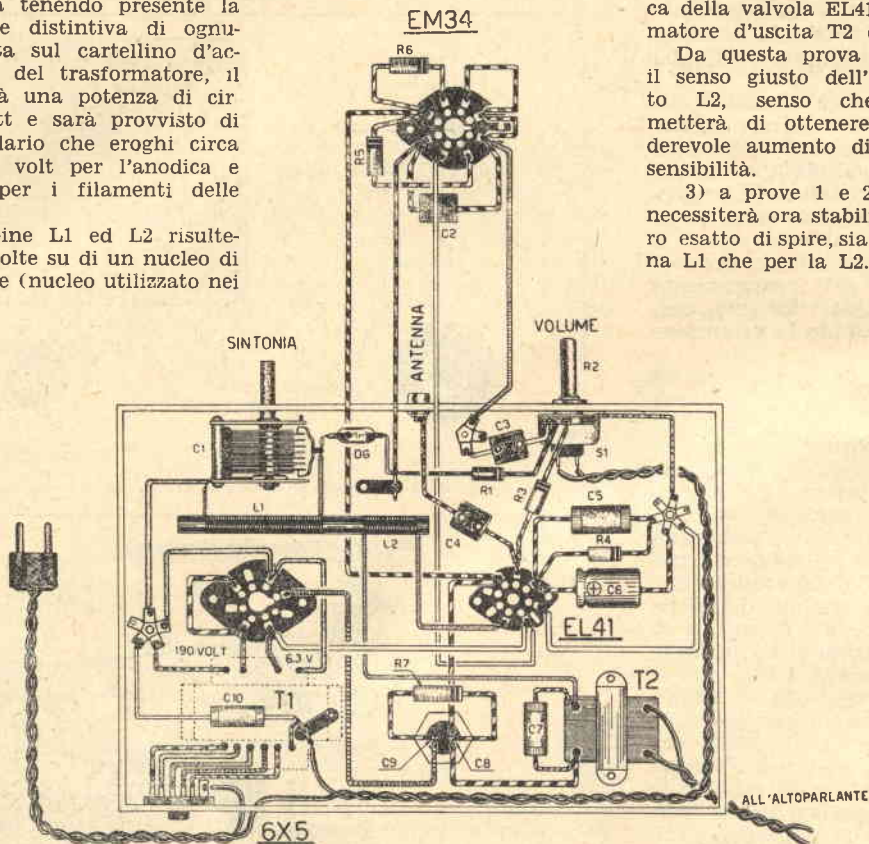 tenendo presente la
e distintiva di ognu-
ta sul cartellino d'ac-
del trasformatore, il
à una potenza di cir
tt e sarà provvisto di
dario che eroghi circa
volt per l'anodica e
per i filamenti delle
ine L1 ed L2 risulte-
olte su di un nucleo di
e (nucleo utilizzato nei
ca della valvola EL41
matore d'uscita T2
Da questa prova
il senso giusto dell'
to L2, senso che
metterà di ottenere
derevole aumento di
sensibilità.
3) a prove 1 e 2
necessiterà ora stabil
ro esatto di spire, sia
na L1 che per la L2.
EM34
R6
R5
C2
SINTONIA
ANTENNA
VOLUME
R2
C1
DG
C3
S1
R1
R3
C5
L1
L2
C4
R4
C6
EL41
190 VOLT
6.3 V
R7
T2
C10
T1
C7
C9
C8
ALL'ALTOPARLANTE
6X5